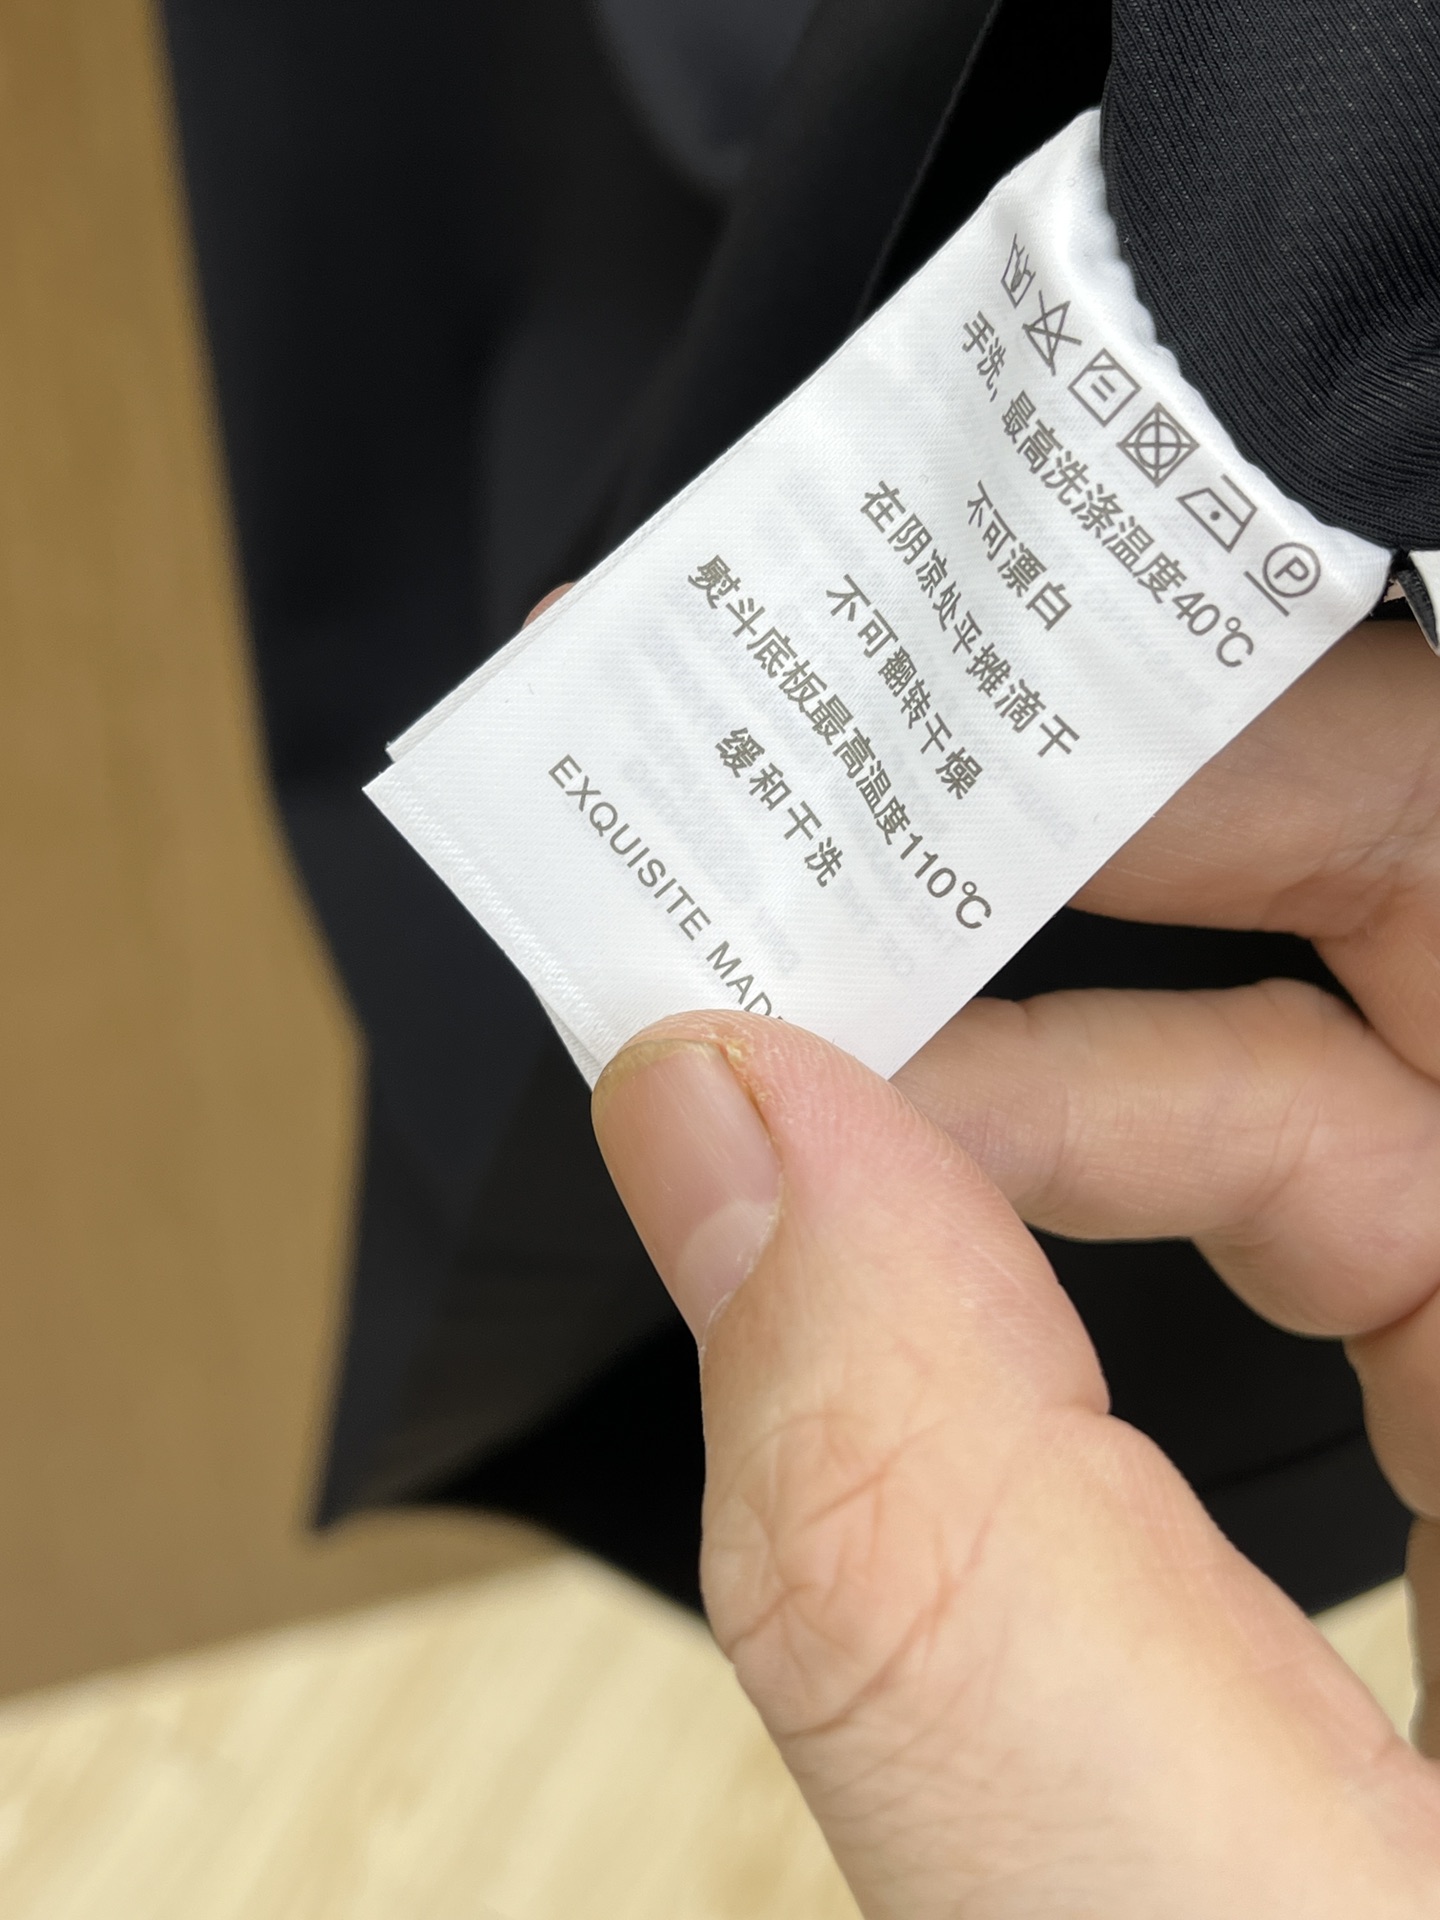 手洗，最高洗涤温度40℃
不可漂白
在阴凉处平摊滴干
不可翻转干燥
熨斗底板最高温度110℃
缓和干洗
EXQUISITE MAD